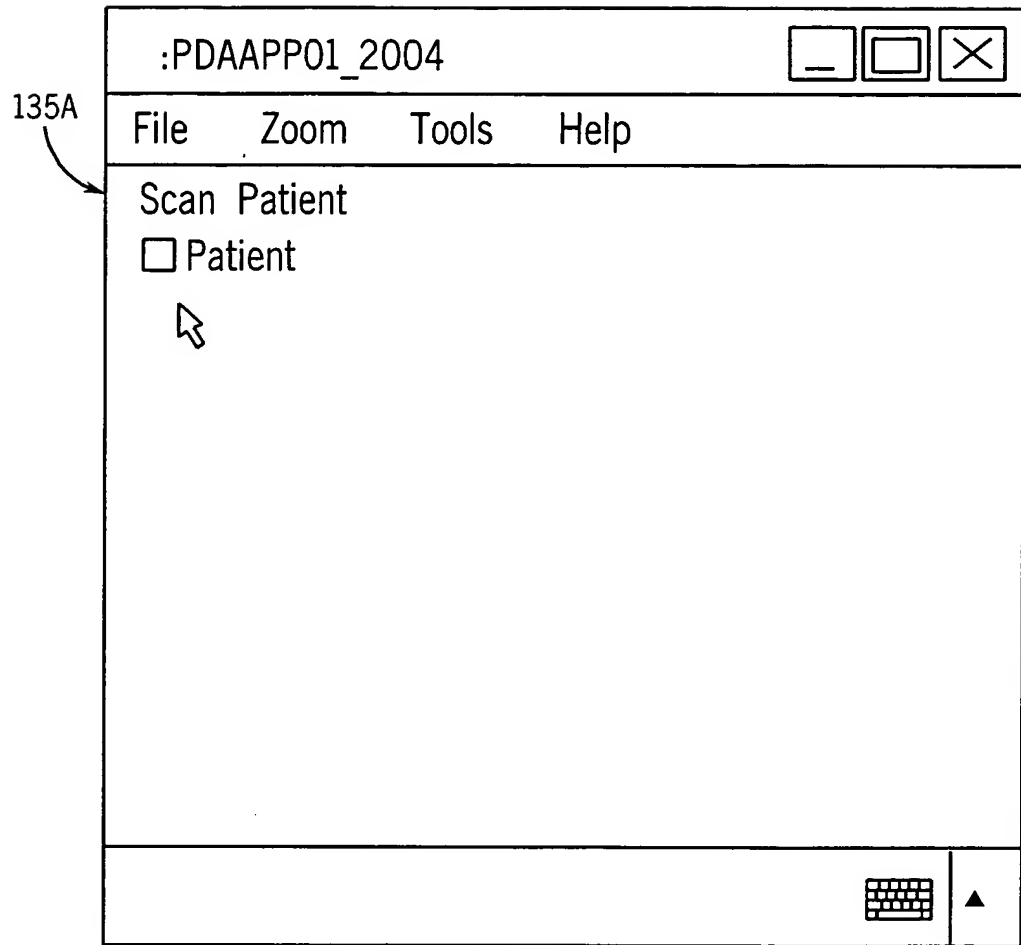 :PDAAPP01_2004
135A
File Zoom Tools Help
Scan Patient
Patient